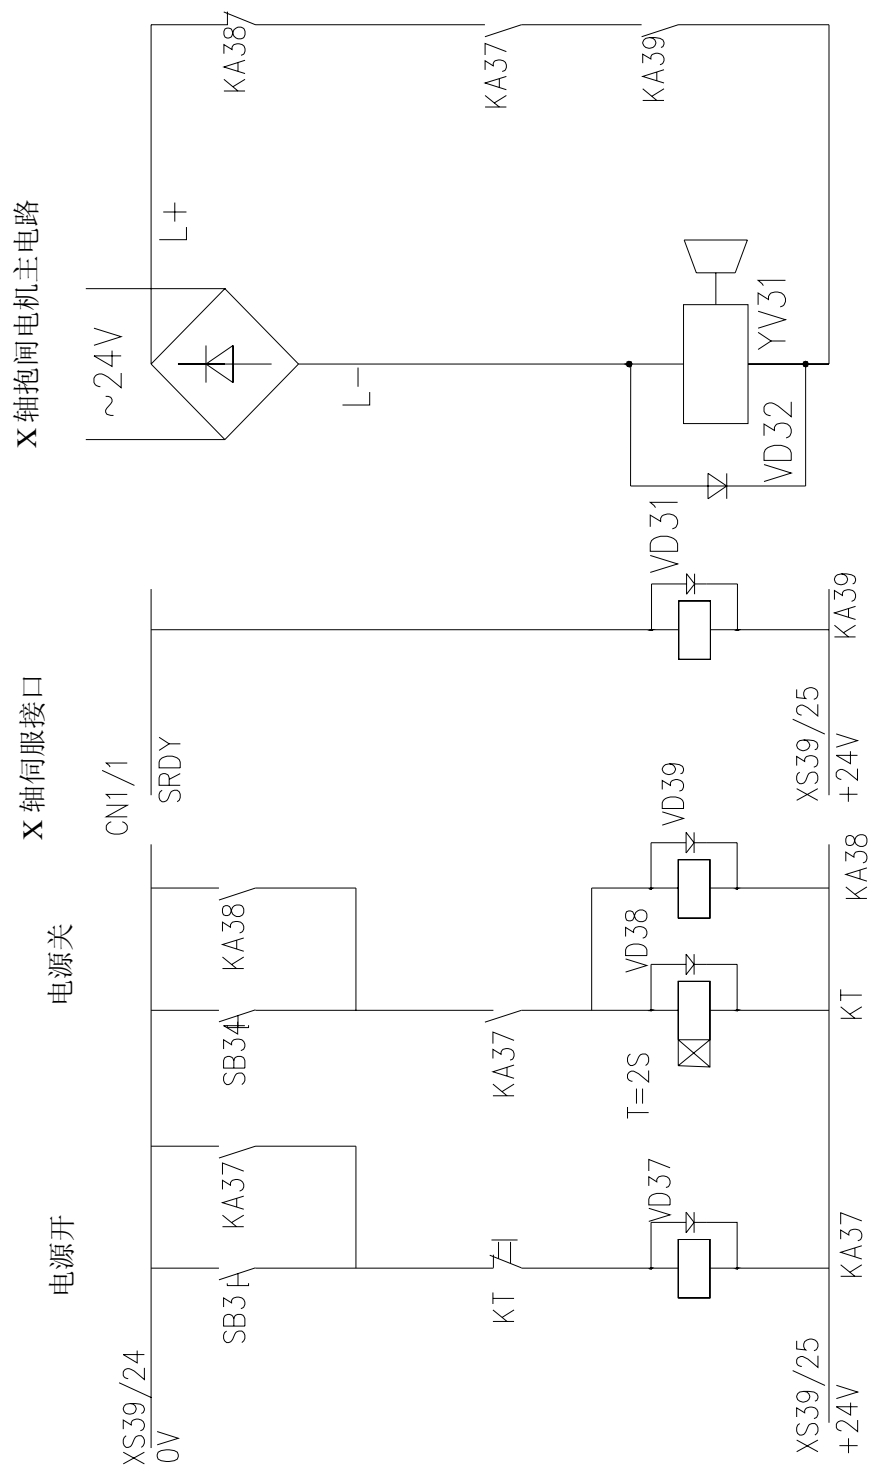 电源开
电源关
X 轴伺服接口
X 轴抱闸电机主电路
XS39/24
0V
SB3
KA37
SB34
KA38
CN1/1
SRDY
~24V
L+
KA38
KT
KA37
L-
KA37
KA39
T=2S
VD37
VD38
VD39
VD31
VD32
YV31
XS39/25
+24V
KA37
KT
KA38
XS39/25
+24V
KA39